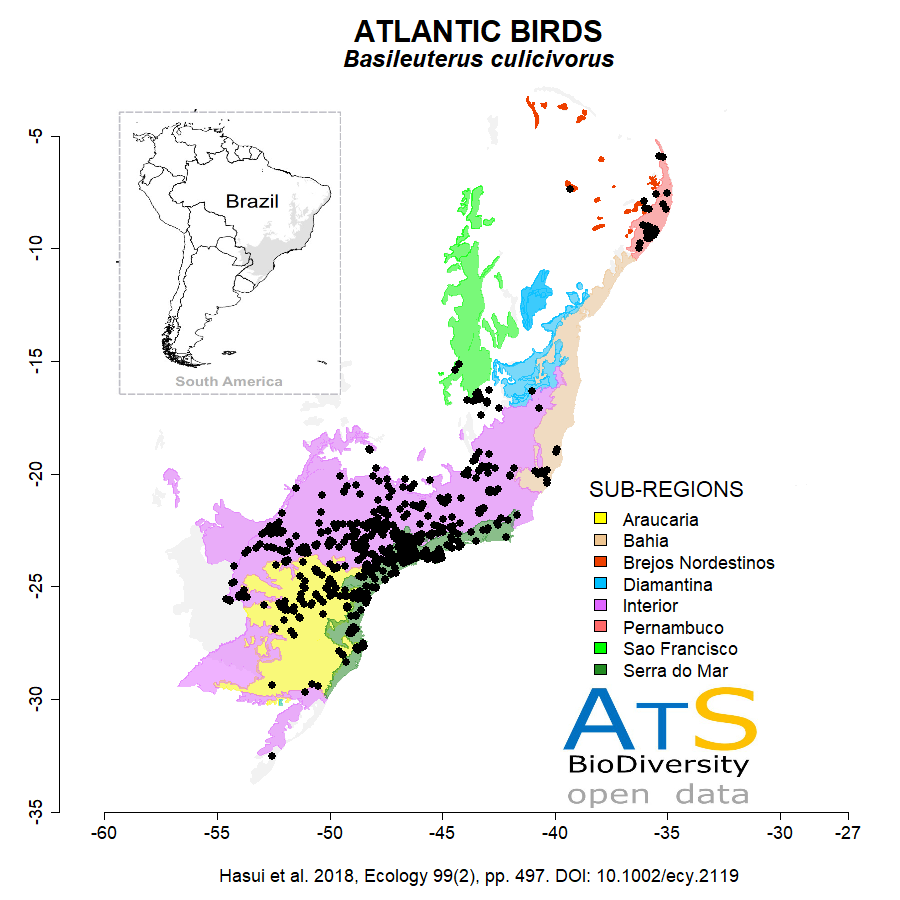 ATLANTIC BIRDS
Basileuterus culicivorus
Brazil
South America
-5
-10
-15
-20
-25
-30
-35
-60
-55
-50
-45
-40
-35
-30
-27
SUB-REGIONS
Araucaria
Bahia
Brejos Nordestinos
Diamantina
Interior
Pernambuco
Sao Francisco
Serra do Mar
ATS
BioDiversity
open data
Hasui et al. 2018, Ecology 99(2), pp. 497. DOI: 10.1002/ecy.2119